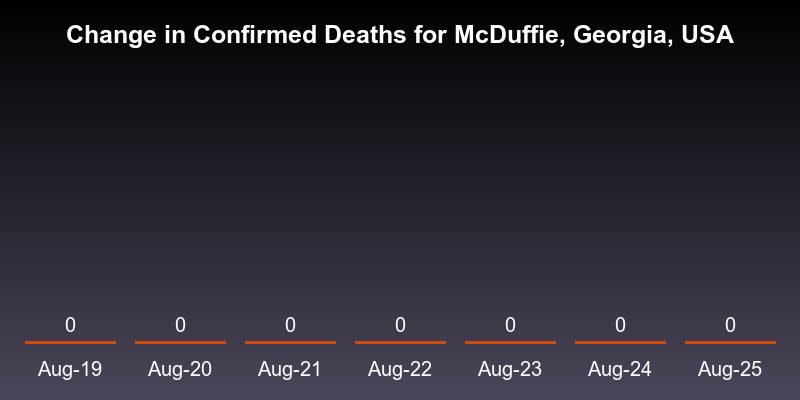 Change in Confirmed Deaths for McDuffie, Georgia, USA
0 0 0 0 0 0 0
Aug-19 Aug-20 Aug-21 Aug-22 Aug-23 Aug-24 Aug-25